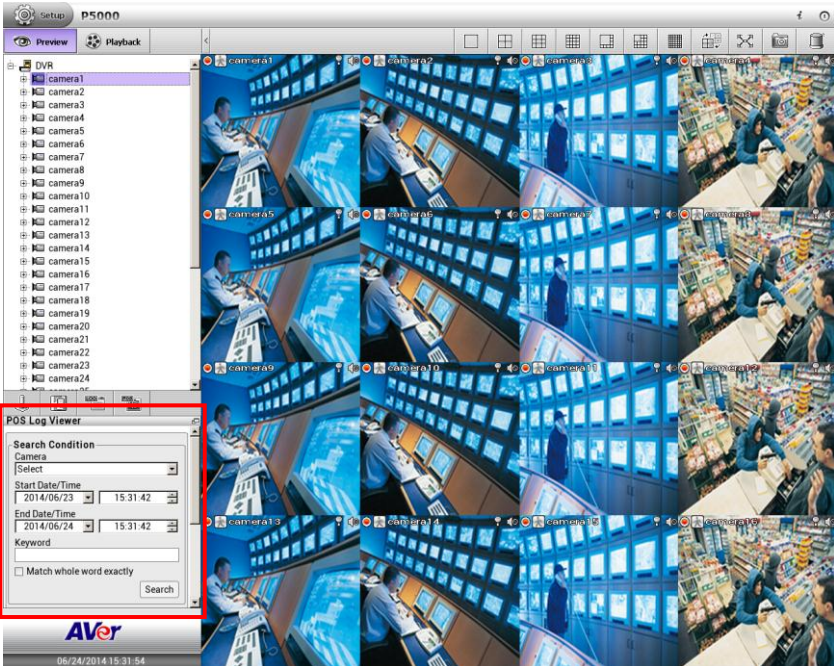 Setup P5000 i
Preview Playback <
DVR
camera1
camera2
camera3
camera4
camera5
camera6
camera7
camera8
camera9
camera10
camera11
camera12
camera13
camera14
camera15
camera16
camera17
camera18
camera19
camera20
camera21
camera22
camera23
camera24
camera25
POS Log Viewer
Search Condition
Camera
Select
Start Date/Time
2014/06/23 15:31:42
End Date/Time
2014/06/24 15:31:42
Keyword
Match whole word exactly
Search
AVer
06/24/2014 15:31:54
camera1 camera2 camera3 camera4
camera5 camera6 camera7 camera8
camera9 camera10 camera11 camera12
camera13 camera14 camera15 camera16